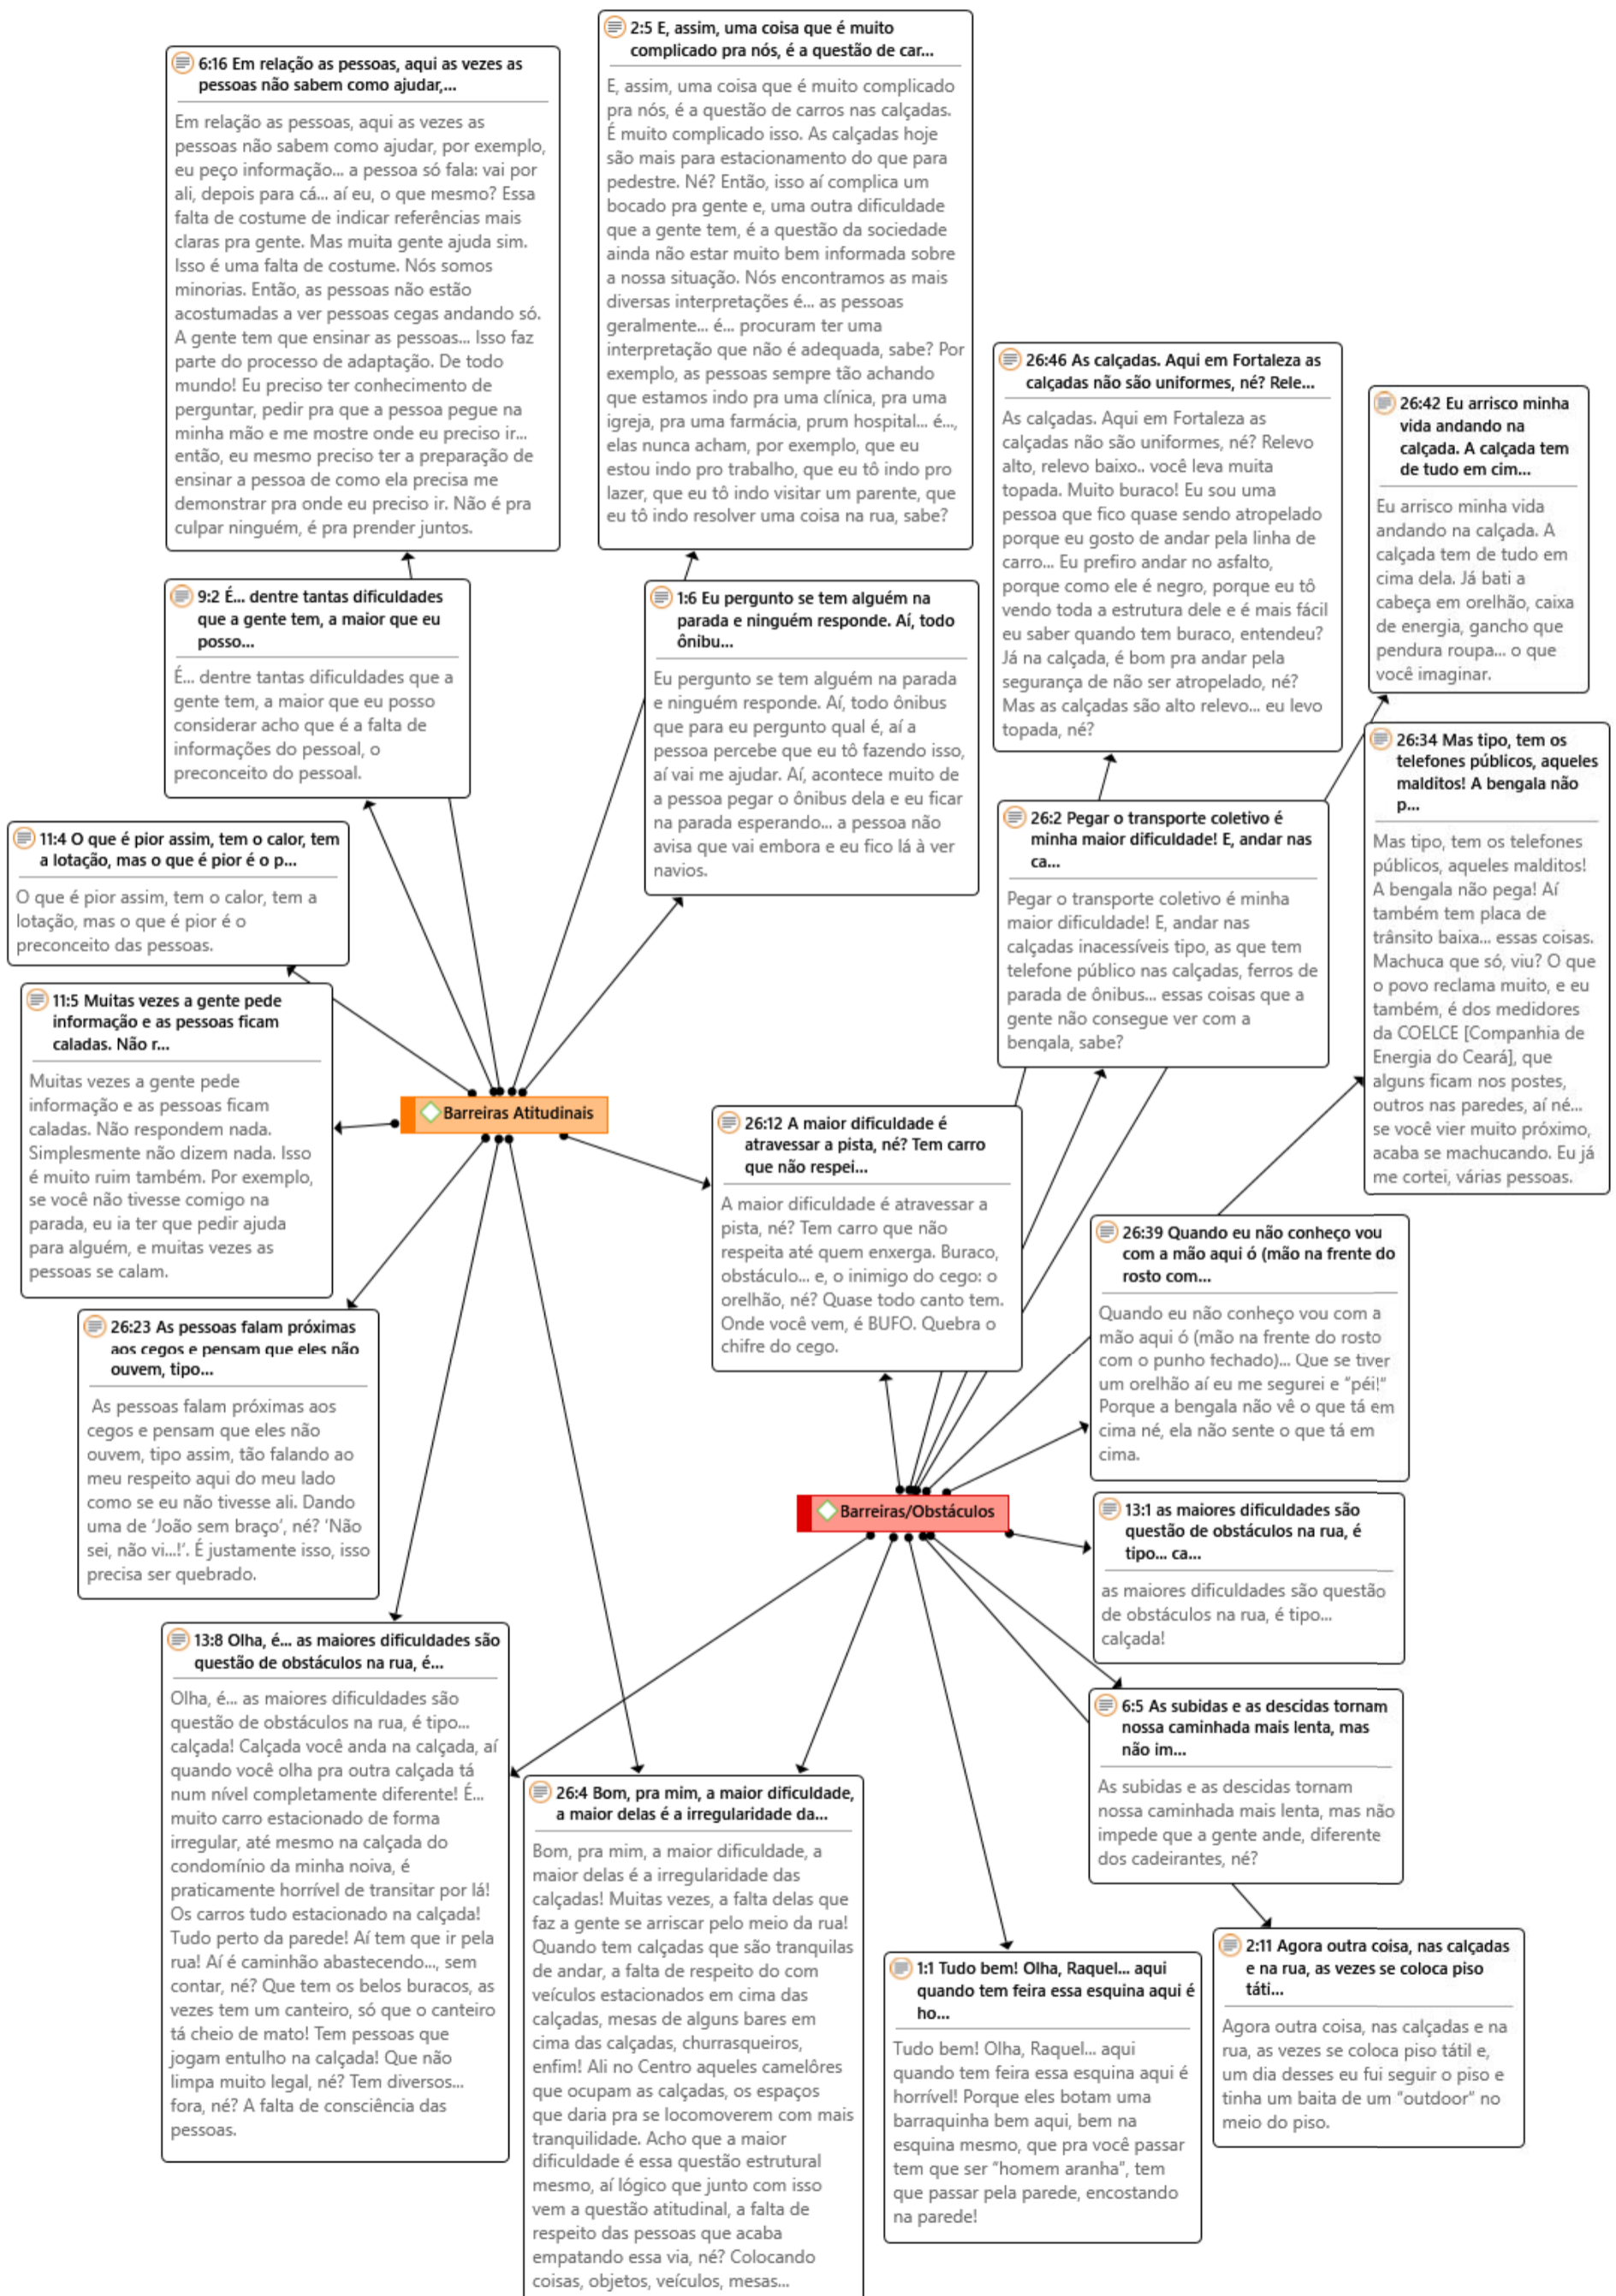 2:5 E, assim, uma coisa que é muito
complicado pra nós, é a questão de car...
E, assim, uma coisa que é muito complicado
pra nós, é a questão de carros nas calçadas.
É muito complicado isso. As calçadas hoje
são mais para estacionamento do que para
pedestre. Né? Então, isso aí complica um
bocado pra gente e, uma outra dificuldade
que a gente tem, é a questão da sociedade
ainda não estar muito bem informada sobre
a nossa situação. Nós encontramos as mais
diversas interpretações é... as pessoas
geralmente... é... procuram ter uma
interpretação que não é adequada, sabe? Por
exemplo, as pessoas sempre tão achando
que estamos indo pra uma clínica, pra uma
igreja, pra uma farmácia, prum hospital... é...,
elas nunca acham, por exemplo, que eu
estou indo pro trabalho, que eu tô indo pro
lazer, que eu tô indo visitar um parente, que
eu tô indo resolver uma coisa na rua, sabe?
6:16 Em relação as pessoas, aqui as vezes as
pessoas não sabem como ajudar,...
Em relação as pessoas, aqui as vezes as
pessoas não sabem como ajudar, por exemplo,
eu peço informação... a pessoa só fala: vai por
ali, depois para cá... aí eu, o que mesmo? Essa
falta de costume de indicar referências mais
claras pra gente. Mas muita gente ajuda sim.
Isso é uma falta de costume. Nós somos
minorias. Então, as pessoas não estão
acostumadas a ver pessoas cegas andando só.
A gente tem que ensinar as pessoas... Isso faz
parte do processo de adaptação. De todo
mundo! Eu preciso ter conhecimento de
perguntar, pedir pra que a pessoa pegue na
minha mão e me mostre onde eu preciso ir...
então, eu mesmo preciso ter a preparação de
ensinar a pessoa de como ela precisa me
demonstrar pra onde eu preciso ir. Não é pra
culpar ninguém, é pra prender juntos.
26:46 As calçadas. Aqui em Fortaleza as
calçadas não são uniformes, né? Rele...
As calçadas. Aqui em Fortaleza as
calçadas não são uniformes, né? Relevo
alto, relevo baixo.. você leva muita
topada. Muito buraco! Eu sou uma
pessoa que fico quase sendo atropelado
porque eu gosto de andar pela linha de
carro... Eu prefiro andar no asfalto,
porque como ele é negro, porque eu tô
vendo toda a estrutura dele e é mais fácil
eu saber quando tem buraco, entendeu?
Já na calçada, é bom pra andar pela
segurança de não ser atropelado, né?
Mas as calçadas são alto relevo... eu levo
topada, né?
26:42 Eu arrisco minha
vida andando na
calçada. A calçada tem
de tudo em cim...
Eu arrisco minha vida
andando na calçada. A
calçada tem de tudo em
cima dela. Já bati a
cabeça em orelhão, caixa
de energia, gancho que
pendura roupa... o que
você imaginar.
9:2 É... dentre tantas dificuldades
que a gente tem, a maior que eu
posso...
É... dentre tantas dificuldades que a
gente tem, a maior que eu posso
considerar acho que é a falta de
informações do pessoal, o
preconceito do pessoal.
1:6 Eu pergunto se tem alguém na
parada e ninguém responde. Aí, todo
ônibu...
Eu pergunto se tem alguém na parada
e ninguém responde. Aí, todo ônibus
que para eu pergunto qual é, aí a
pessoa percebe que eu tô fazendo isso,
aí vai me ajudar. Aí, acontece muito de
a pessoa pegar o ônibus dela e eu ficar
na parada esperando... a pessoa não
avisa que vai embora e eu fico lá à ver
navios.
26:34 Mas tipo, tem os
telefones públicos, aqueles
malditos! A bengala não
p...
Mas tipo, tem os telefones
públicos, aqueles malditos!
A bengala não pega! Aí
também tem placa de
trânsito baixa... essas coisas.
Machuca que só, viu? O que
o povo reclama muito, e eu
também, é dos medidores
da COELCE [Companhia de
Energia do Ceará], que
alguns ficam nos postes,
outros nas paredes, aí né...
se você vier muito próximo,
acaba se machucando. Eu já
me cortei, várias pessoas.
26:2 Pegar o transporte coletivo é
minha maior dificuldade! E, andar nas
ca...
Pegar o transporte coletivo é minha
maior dificuldade! E, andar nas
calçadas inacessíveis tipo, as que tem
telefone público nas calçadas, ferros de
parada de ônibus... essas coisas que a
gente não consegue ver com a
bengala, sabe?
11:4 O que é pior assim, tem o calor, tem
a lotação, mas o que é pior é o p...
O que é pior assim, tem o calor, tem a
lotação, mas o que é pior é o
preconceito das pessoas.
11:5 Muitas vezes a gente pede
informação e as pessoas ficam
caladas. Não r...
Muitas vezes a gente pede
informação e as pessoas ficam
caladas. Não respondem nada.
Simplesmente não dizem nada. Isso
é muito ruim também. Por exemplo,
se você não tivesse comigo na
parada, eu ia ter que pedir ajuda
para alguém, e muitas vezes as
pessoas se calam.
Barreiras Atitudinais
26:12 A maior dificuldade é
atravessar a pista, né? Tem carro
que não respei...
A maior dificuldade é atravessar a
pista, né? Tem carro que não
respeita até quem enxerga. Buraco,
obstáculo... e, o inimigo do cego: o
orelhão, né? Quase todo canto tem.
Onde você vem, é BUFO. Quebra o
chifre do cego.
26:39 Quando eu não conheço vou
com a mão aqui ó (mão na frente do
rosto com...
Quando eu não conheço vou com a
mão aqui ó (mão na frente do rosto
com o punho fechado)... Que se tiver
um orelhão aí eu me segurei e "péi!"
Porque a bengala não vê o que tá em
cima né, ela não sente o que tá em
cima.
26:23 As pessoas falam próximas
aos cegos e pensam que eles não
ouvem, tipo...
As pessoas falam próximas aos
cegos e pensam que eles não
ouvem, tipo assim, tão falando ao
meu respeito aqui do meu lado
como se eu não tivesse ali. Dando
uma de 'João sem braço', né? 'Não
sei, não vi...!'. É justamente isso, isso
precisa ser quebrado.
Barreiras/Obstáculos
13:1 as maiores dificuldades são
questão de obstáculos na rua, é
tipo... ca...
as maiores dificuldades são questão
de obstáculos na rua, é tipo...
calçada!
13:8 Olha, é... as maiores dificuldades são
questão de obstáculos na rua, é...
Olha, é... as maiores dificuldades são
questão de obstáculos na rua, é tipo...
calçada! Calçada você anda na calçada, aí
quando você olha pra outra calçada tá
num nível completamente diferente! É...
muito carro estacionado de forma
irregular, até mesmo na calçada do
condomínio da minha noiva, é
praticamente horrível de transitar por lá!
Os carros tudo estacionado na calçada!
Tudo perto da parede! Aí tem que ir pela
rua! Aí é caminhão abastecendo..., sem
contar, né? Que tem os belos buracos, as
vezes tem um canteiro, só que o canteiro
tá cheio de mato! Tem pessoas que
jogam entulho na calçada! Que não
limpa muito legal, né? Tem diversos...
fora, né? A falta de consciência das
pessoas.
6:5 As subidas e as descidas tornam
nossa caminhada mais lenta, mas
não im...
As subidas e as descidas tornam
nossa caminhada mais lenta, mas não
impede que a gente ande, diferente
dos cadeirantes, né?
26:4 Bom, pra mim, a maior dificuldade,
a maior delas é a irregularidade da...
Bom, pra mim, a maior dificuldade, a
maior delas é a irregularidade das
calçadas! Muitas vezes, a falta delas que
faz a gente se arriscar pelo meio da rua!
Quando tem calçadas que são tranquilas
de andar, a falta de respeito do com
veículos estacionados em cima das
calçadas, mesas de alguns bares em
cima das calçadas, churrasqueiros,
enfim! Ali no Centro aqueles camelôres
que ocupam as calçadas, os espaços
que daria pra se locomoverem com mais
tranquilidade. Acho que a maior
dificuldade é essa questão estrutural
mesmo, aí lógico que junto com isso
vem a questão atitudinal, a falta de
respeito das pessoas que acaba
empatando essa via, né? Colocando
coisas, objetos, veículos, mesas...
1:1 Tudo bem! Olha, Raquel... aqui
quando tem feira essa esquina aqui é
ho...
Tudo bem! Olha, Raquel... aqui
quando tem feira essa esquina aqui é
horrível! Porque eles botam uma
barraquinha bem aqui, bem na
esquina mesmo, que pra você passar
tem que ser "homem aranha", tem
que passar pela parede, encostando
na parede!
2:11 Agora outra coisa, nas calçadas
e na rua, as vezes se coloca piso
táti...
Agora outra coisa, nas calçadas e na
rua, as vezes se coloca piso tátil e,
um dia desses eu fui seguir o piso e
tinha um baita de um "outdoor" no
meio do piso.